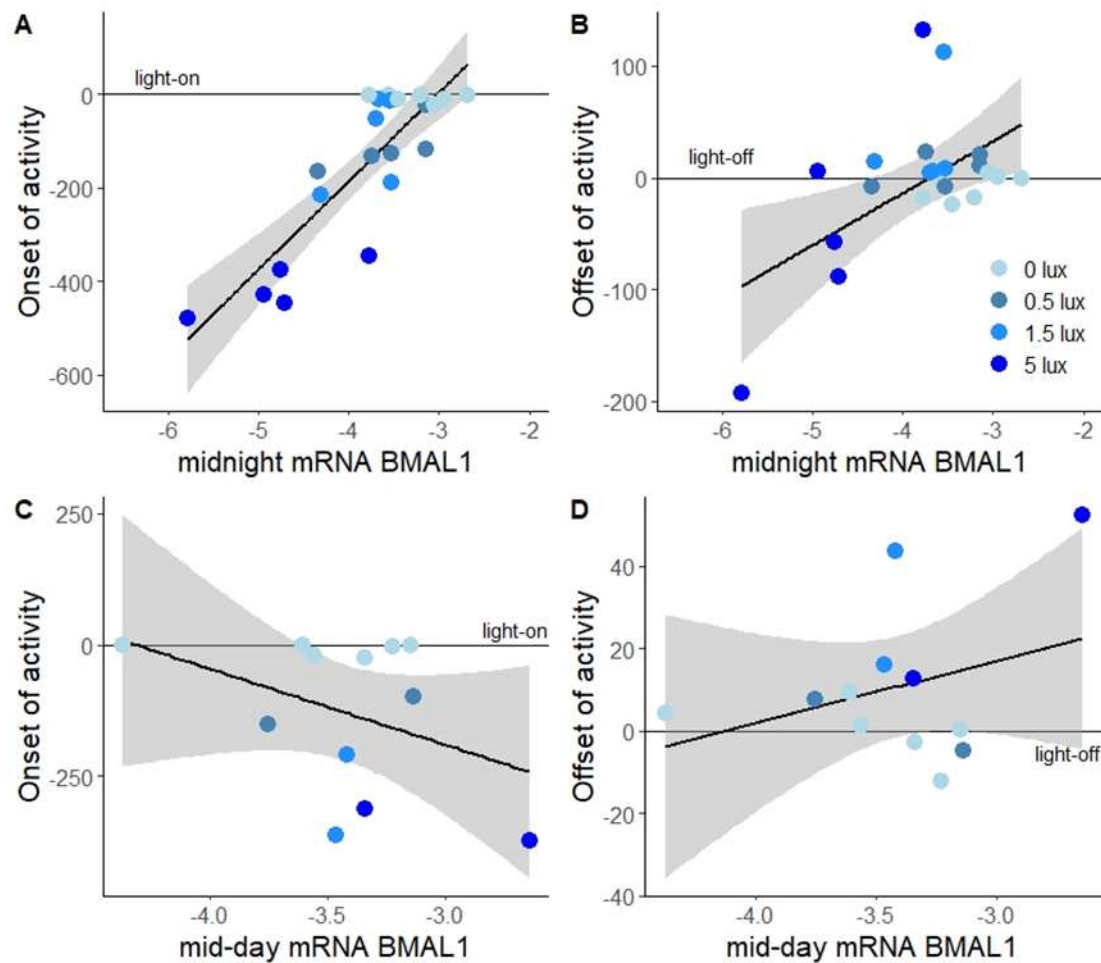 A
light-on
0
-200
-400
-600
Onset of activity
-6 -5 -4 -3 -2
midnight mRNA BMAL1
B
100
light-off
0
-100
-200
Offset of activity
0 lux
0.5 lux
1.5 lux
5 lux
-6 -5 -4 -3 -2
midnight mRNA BMAL1
C
250
light-on
0
-250
Onset of activity
-4.0 -3.5 -3.0
mid-day mRNA BMAL1
D
40
20
0
light-off
-20
-40
Offset of activity
-4.0 -3.5 -3.0
mid-day mRNA BMAL1